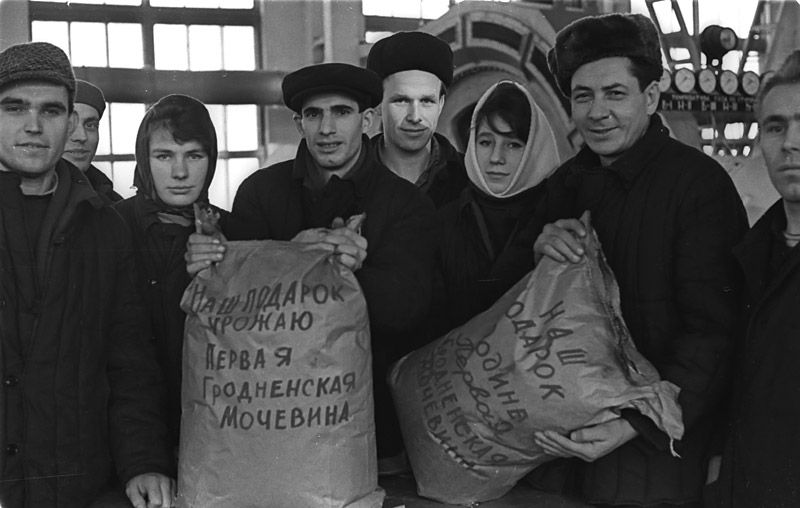 НАШ ПОДАРОК
УРОЖАЮ
ПЕРВАЯ
ГРОДНЕНСКАЯ
МОЧЕВИНА
НАШ
ПОДАРОК
РОДИНЕ
ПЕРВАЯ
ГРОДНЕНСКАЯ
МОЧЕВИНА